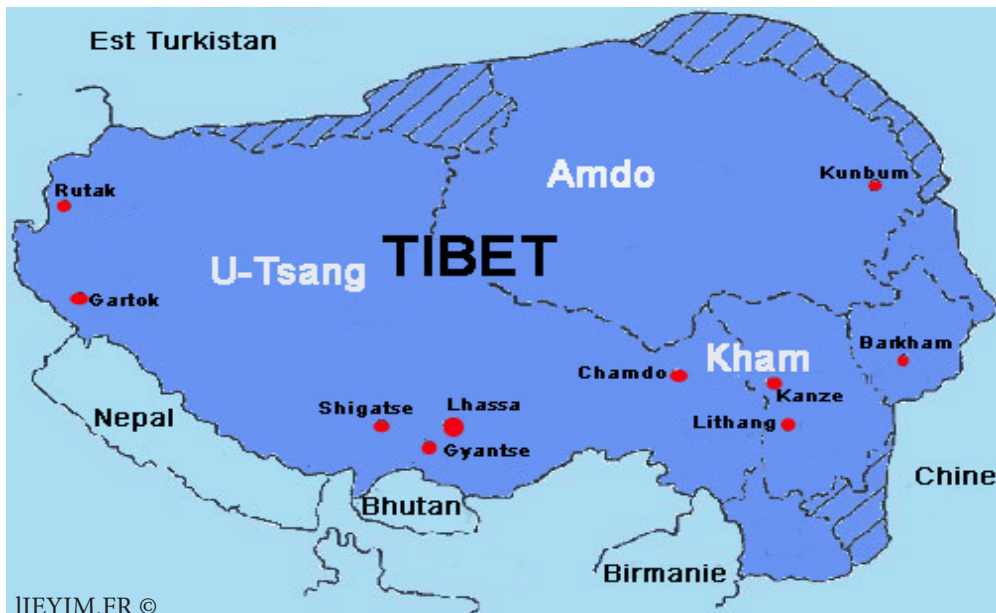 Est Turkistan
Amdo
Kunbum
Rutak
TIBET
U-Tsang
Gartok
Kham
Barkham
Chamdo
Kanze
Nepal
Shigatse
Lhassa
Lithang
Gyantse
Chine
Bhutan
Birmanie
IIEYIM.FR ©